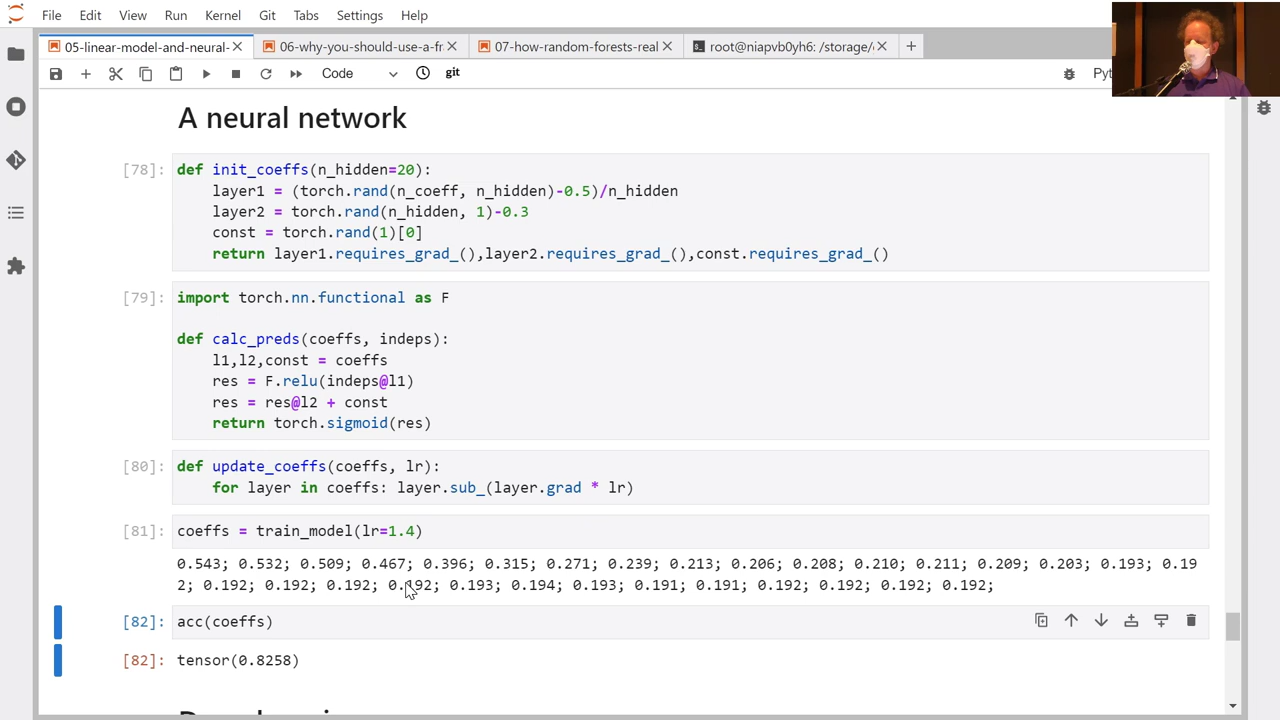 File Edit View Run Kernel Git Tabs Settings Help
05-linear-model-and-neural- 06-why-you-should-use-a-fr 07-how-random-forests-real root@niapvb0yh6: /storage/
Code git Pyt
A neural network
[78]: def init_coeffs(n_hidden=20):
layer1 = (torch.rand(n_coeff, n_hidden)-0.5)/n_hidden
layer2 = torch.rand(n_hidden, 1)-0.3
const = torch.rand(1)[0]
return layer1.requires_grad_(),layer2.requires_grad_(),const.requires_grad_()
[79]: import torch.nn.functional as F
def calc_preds(coeffs, indeps):
l1,l2,const = coeffs
res = F.relu(indeps@l1)
res = res@l2 + const
return torch.sigmoid(res)
[80]: def update_coeffs(coeffs, lr):
for layer in coeffs: layer.sub_(layer.grad * lr)
[81]: coeffs = train_model(lr=1.4)
0.543; 0.532; 0.509; 0.467; 0.396; 0.315; 0.271; 0.239; 0.213; 0.206; 0.208; 0.210; 0.211; 0.209; 0.203; 0.193; 0.19
2; 0.192; 0.192; 0.192; 0.192; 0.193; 0.194; 0.193; 0.191; 0.191; 0.192; 0.192; 0.192; 0.192;
[82]: acc(coeffs)
[82]: tensor(0.8258)